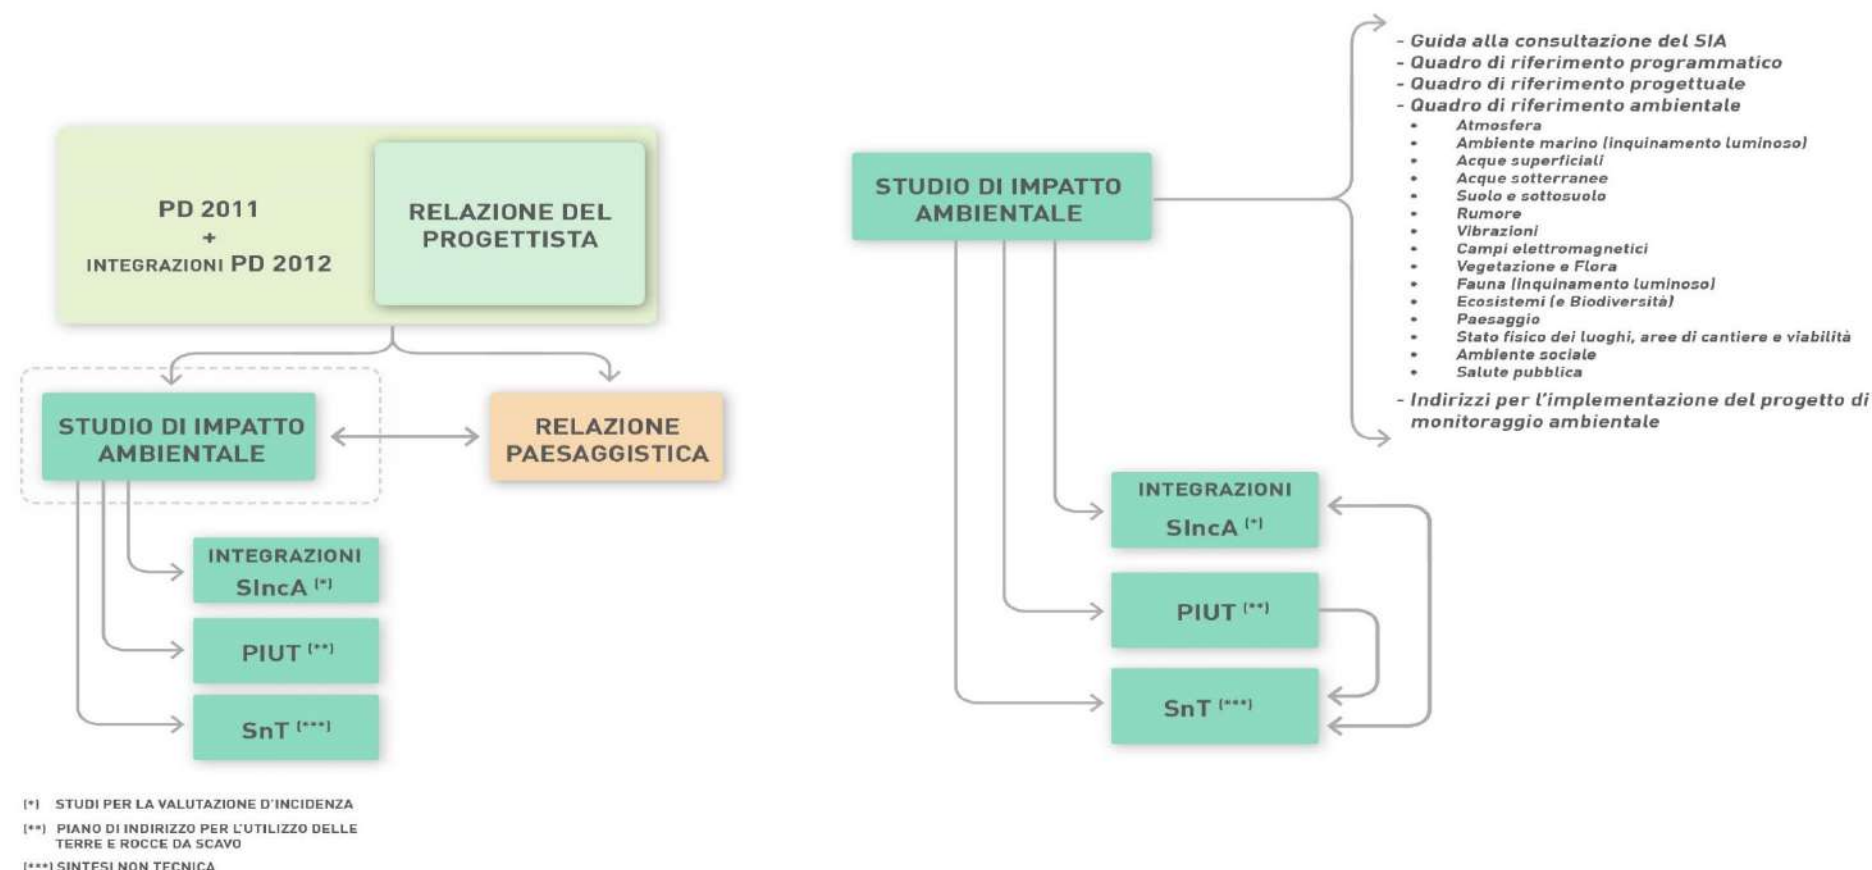 PD 2011
+
INTEGRAZIONI PD 2012
RELAZIONE DEL
PROGETTISTA
STUDIO DI IMPATTO
AMBIENTALE
RELAZIONE
PAESAGGISTICA
INTEGRAZIONI
SIncA (*)
PIUT (**)
SnT (***)
(*) STUDI PER LA VALUTAZIONE D'INCIDENZA
(**) PIANO DI INDIRIZZO PER L'UTILIZZO DELLE
TERRE E ROCCE DA SCAVO
(***) SINTESI NON TECNICA
STUDIO DI IMPATTO
AMBIENTALE
- Guida alla consultazione del SIA
- Quadro di riferimento programmatico
- Quadro di riferimento progettuale
- Quadro di riferimento ambientale
• Atmosfera
• Ambiente marino (inquinamento luminoso)
• Acque superficiali
• Acque sotterranee
• Suolo e sottosuolo
• Rumore
• Vibrazioni
• Campi elettromagnetici
• Vegetazione e Flora
• Fauna (inquinamento luminoso)
• Ecosistemi (e Biodiversità)
• Paesaggio
• Stato fisico dei luoghi, aree di cantiere e viabilità
• Ambiente sociale
• Salute pubblica
- Indirizzi per l'implementazione del progetto di
monitoraggio ambientale
INTEGRAZIONI
SIncA (*)
PIUT (**)
SnT (***)